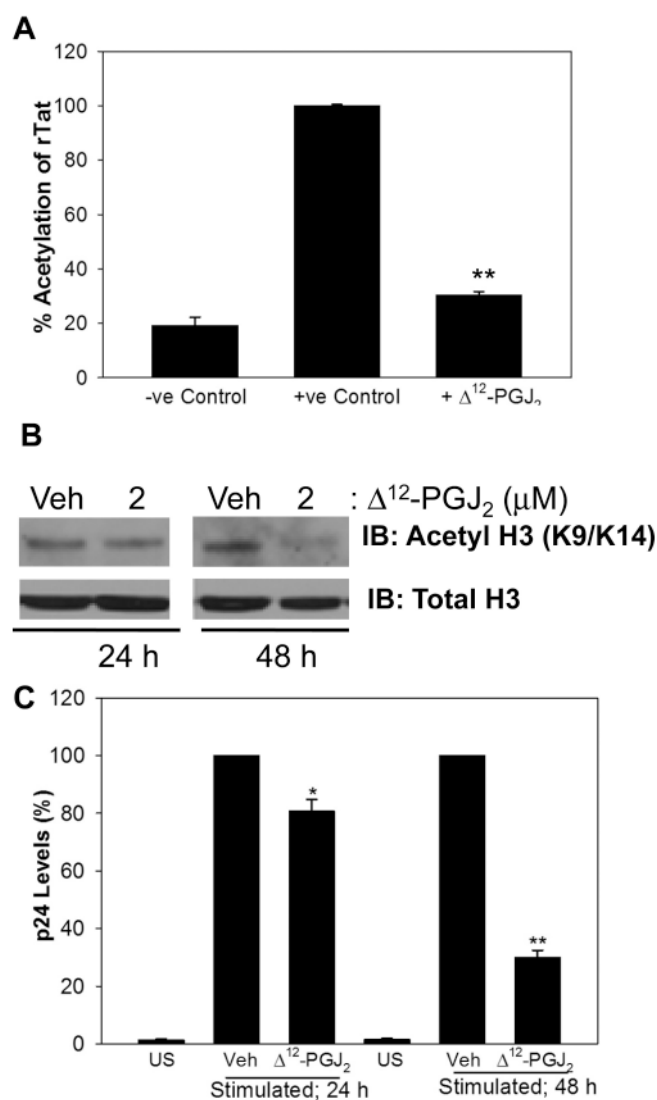 A
120
100
80
60
40
20
0
% Acetylation of rTat
**
-ve Control +ve Control + Δ¹²-PGJ₂
B
Veh 2 Veh 2 : Δ¹²-PGJ₂ (μM)
IB: Acetyl H3 (K9/K14)
IB: Total H3
24 h 48 h
C
120
100
80
60
40
20
0
p24 Levels (%)
*
**
US Veh Δ¹²-PGJ₂ US Veh Δ¹²-PGJ₂
Stimulated; 24 h Stimulated; 48 h